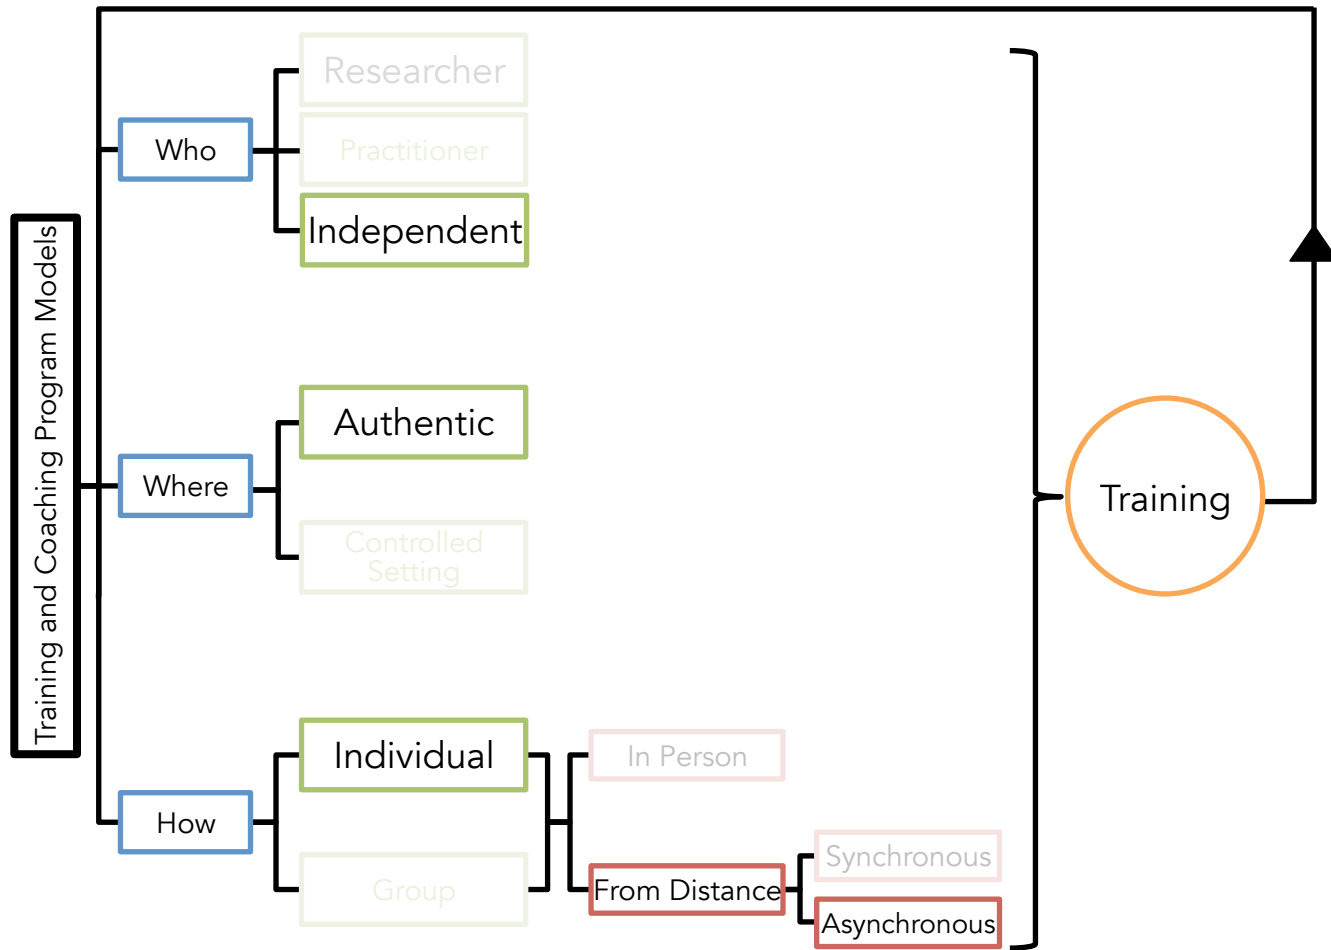 Training and Coaching Program Models
Who
Researcher
Practitioner
Independent
Where
Authentic
Controlled
Setting
How
Individual
Group
In Person
From Distance
Synchronous
Asynchronous
Training